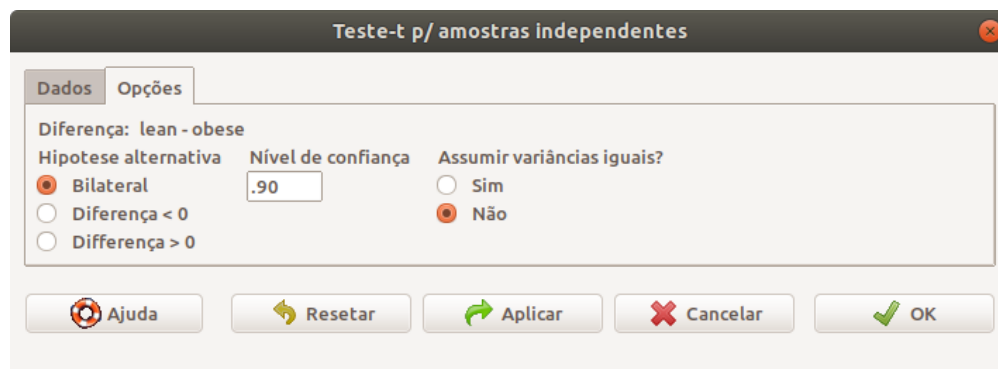 Teste-t p/ amostras independentes
Dados Opções
Diferença: lean - obese
Hipotese alternativa Nível de confiança Assumir variâncias iguais?
Bilateral .90 Sim
Diferença < 0 Não
Differença > 0
Ajuda Resetar Aplicar Cancelar OK